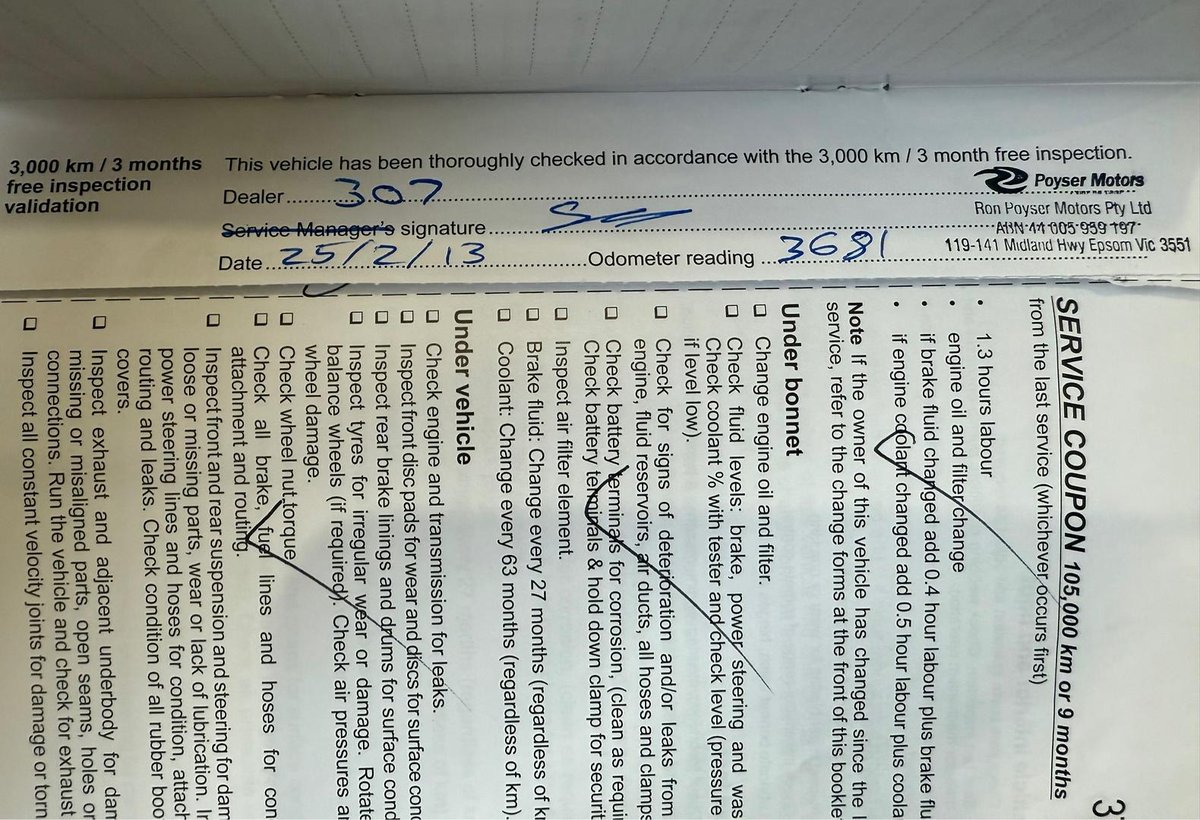 3,000 km / 3 months
free inspection
validation
This vehicle has been thoroughly checked in accordance with the 3,000 km / 3 month free inspection.
Dealer 307
Service Manager's signature
Date 25/2/13 Odometer reading 3681
Poyser Motors
Ron Poyser Motors Pty Ltd
ABN 44 005 939 197
119-141 Midland Hwy Epsom Vic 3551
SERVICE COUPON 105,000 km or 9 months
from the last service (whichever occurs first)
• 1.3 hours labour
• engine oil and filter change
• if brake fluid changed add 0.4 hour labour plus brake flu
• if engine coolant changed add 0.5 hour labour plus coola
Note If the owner of this vehicle has changed since the l
service, refer to the change forms at the front of this bookle
Under bonnet
❑ Change engine oil and filter.
❑ Check fluid levels: brake, power steering and was
Check coolant % with tester and check level (pressure
if level low).
❑ Check for signs of deterioration and/or leaks from
engine, fluid reservoirs, air ducts, all hoses and clamps
❑ Check battery terminals for corrosion, (clean as requi
Check battery terminals & hold down clamp for securit
❑ Inspect air filter element.
❑ Brake fluid: Change every 27 months (regardless of k
❑ Coolant: Change every 63 months (regardless of km).
Under vehicle
❑ Check engine and transmission for leaks.
❑ Inspect front disc pads for wear and discs for surface conc
❑ Inspect rear brake linings and drums for surface cond
❑ Inspect tyres for irregular wear or damage. Rotate
balance wheels (if required). Check air pressures a
wheel damage.
❑ Check wheel nut torque
❑ Check all brake, fuel lines and hoses for con
attachment and routing.
❑ Inspect front and rear suspension and steering for dam
loose or missing parts, wear or lack of lubrication. I
power steering lines and hoses for condition, attach
routing and leaks. Check condition of all rubber boo
covers.
❑ Inspect exhaust and adjacent underbody for dam
missing or misaligned parts, open seams, holes or
connections. Run the vehicle and check for exhaust
❑ Inspect all constant velocity joints for damage or torn